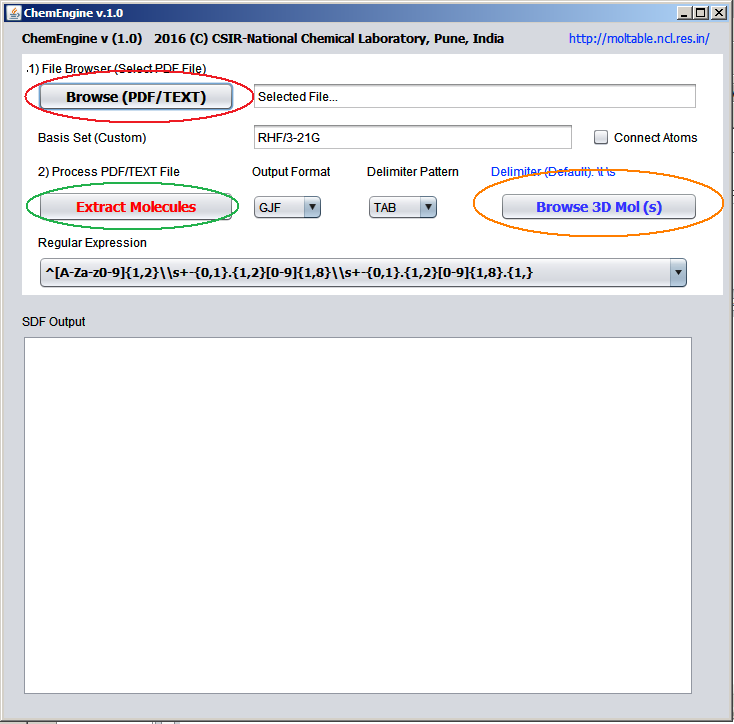 ChemEngine v.1.0
ChemEngine v (1.0) 2016 (C) CSIR-National Chemical Laboratory, Pune, India http://moltable.ncl.res.in/
.1) File Browser (Select PDF File)
Browse (PDF/TEXT) Selected File...
Basis Set (Custom) RHF/3-21G Connect Atoms
2) Process PDF/TEXT File Output Format Delimiter Pattern Delimiter (Default): \t \s
Extract Molecules GJF TAB Browse 3D Mol (s)
Regular Expression
^[A-Za-z0-9]{1,2}\\s+-{0,1}.{1,2}[0-9]{1,8}\\s+-{0,1}.{1,2}[0-9]{1,8}.{1,}
SDF Output